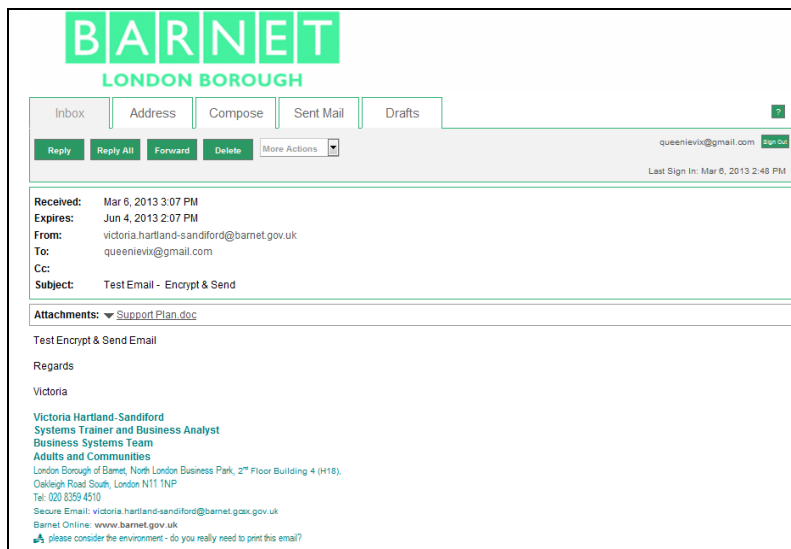 BARNET
LONDON BOROUGH
Inbox Address Compose Sent Mail Drafts ?
Reply Reply All Forward Delete More Actions queenievix@gmail.com Sign Out
Last Sign In: Mar 6, 2013 2:48 PM
Received: Mar 6, 2013 3:07 PM
Expires: Jun 4, 2013 2:07 PM
From: victoria.hartland-sandiford@barnet.gov.uk
To: queenievix@gmail.com
Cc:
Subject: Test Email - Encrypt & Send
Attachments: Support Plan.doc
Test Encrypt & Send Email
Regards
Victoria
Victoria Hartland-Sandiford
Systems Trainer and Business Analyst
Business Systems Team
Adults and Communities
London Borough of Barnet, North London Business Park, 2nd Floor Building 4 (H18),
Oakleigh Road South, London N11 1NP
Tel: 020 8359 4510
Secure Email: victoria.hartland-sandiford@barnet.gcsx.gov.uk
Barnet Online: www.barnet.gov.uk
please consider the environment - do you really need to print this email?